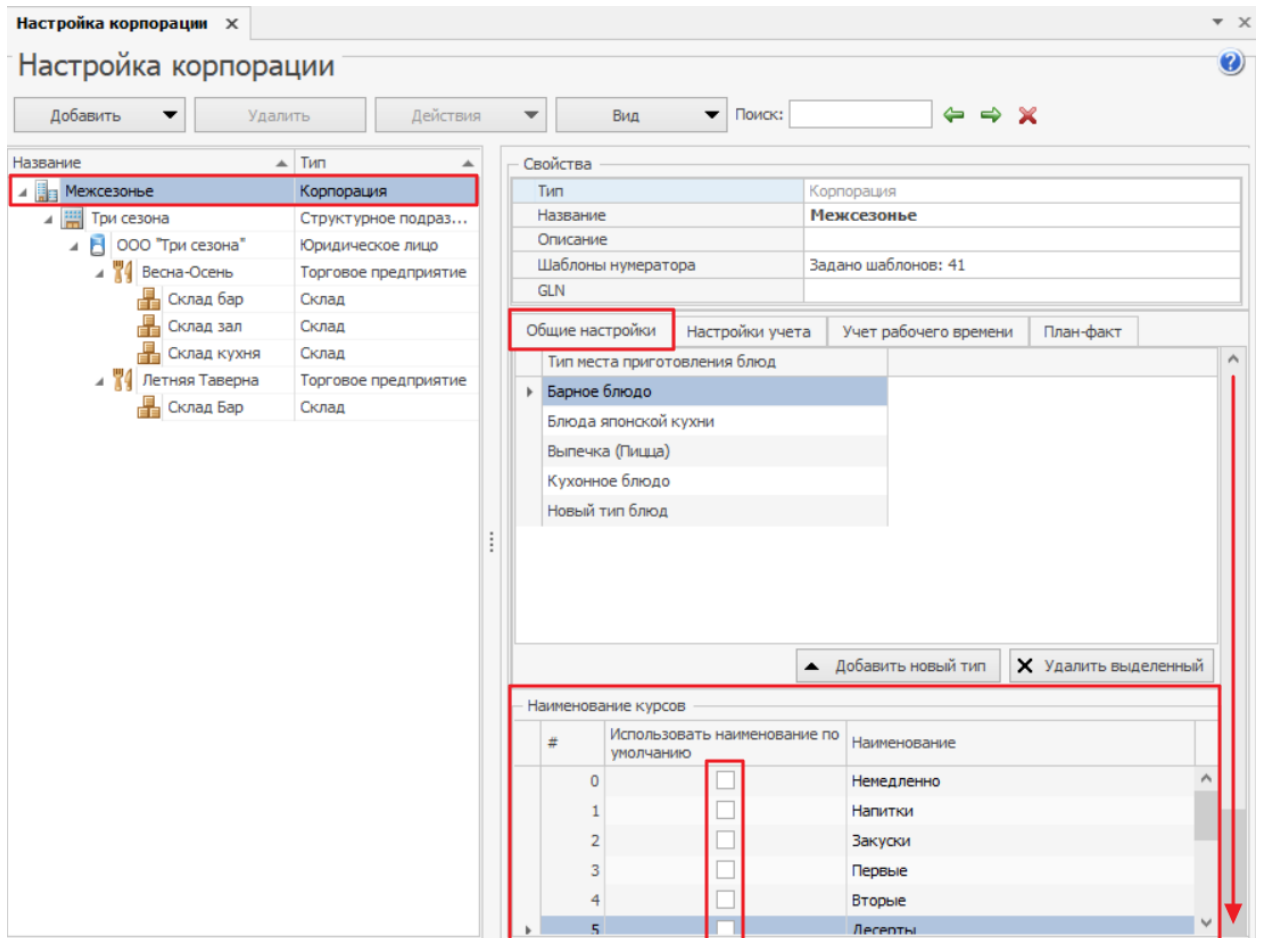 Настройка корпорации x
Настройка корпорации
Добавить Удалить Действия Вид Поиск:
Название Тип
Межсезонье Корпорация
Три сезона Структурное подраз...
ООО "Три сезона" Юридическое лицо
Весна-Осень Торговое предприятие
Склад бар Склад
Склад зал Склад
Склад кухня Склад
Летняя Таверна Торговое предприятие
Склад Бар Склад
Свойства
Тип Корпорация
Название Межсезонье
Описание
Шаблоны нумератора Задано шаблонов: 41
GLN
Общие настройки Настройки учета Учет рабочего времени План-факт
Тип места приготовления блюд
Барное блюдо
Блюда японской кухни
Выпечка (Пицца)
Кухонное блюдо
Новый тип блюд
Добавить новый тип Удалить выделенный
Наименование курсов
# Использовать наименование по умолчанию Наименование
0 Немедленно
1 Напитки
2 Закуски
3 Первые
4 Вторые
5 Десерты